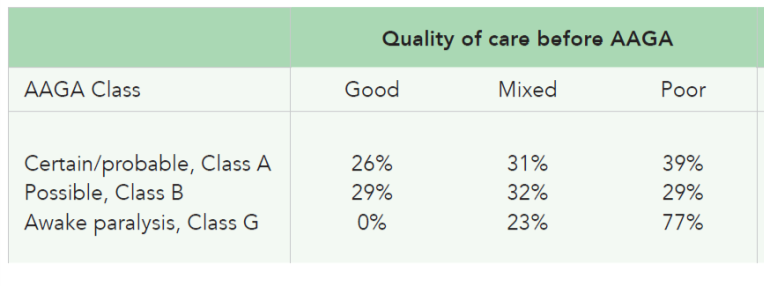 Quality of care before AAGA
AAGA Class Good Mixed Poor
Certain/probable, Class A 26% 31% 39%
Possible, Class B 29% 32% 29%
Awake paralysis, Class G 0% 23% 77%